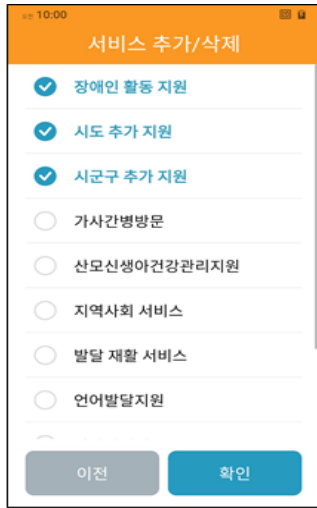 오전 10:00
서비스 추가/삭제
장애인 활동 지원
시도 추가 지원
시군구 추가 지원
가사간병방문
산모신생아건강관리지원
지역사회 서비스
발달 재활 서비스
언어발달지원
이전
확인